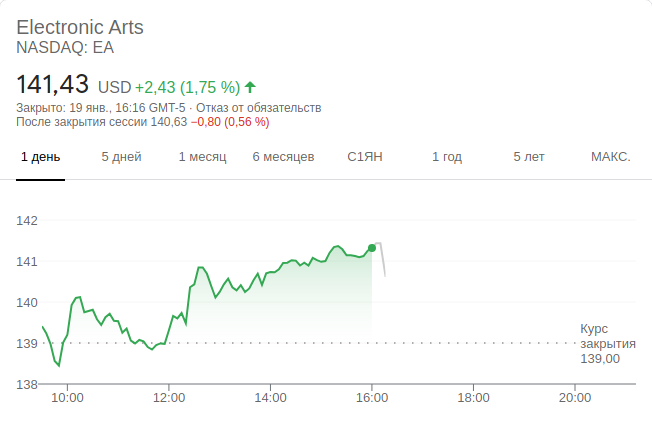 Electronic Arts
NASDAQ: EA
141,43 USD +2,43 (1,75 %)
Закрыто: 19 янв., 16:16 GMT-5 · Отказ от обязательств
После закрытия сессии 140,63 −0,80 (0,56 %)
1 день 5 дней 1 месяц 6 месяцев С1ЯН 1 год 5 лет МАКС.
142
141
140
139
138
Курс
закрытия
139,00
10:00 12:00 14:00 16:00 18:00 20:00